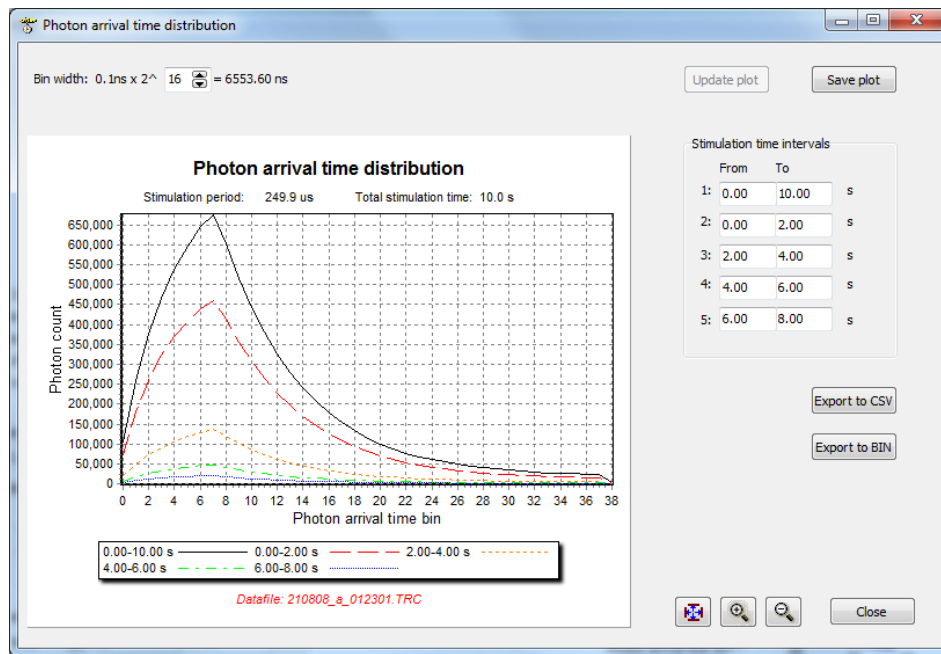 Photon arrival time distribution
Bin width: 0.1ns x 2^ 16 = 6553.60 ns
Update plot
Save plot
Photon arrival time distribution
Stimulation period: 249.9 us Total stimulation time: 10.0 s
650,000
600,000
550,000
500,000
450,000
400,000
350,000
300,000
250,000
200,000
150,000
100,000
50,000
0
Photon count
0 2 4 6 8 10 12 14 16 18 20 22 24 26 28 30 32 34 36 38
Photon arrival time bin
0.00-10.00 s 0.00-2.00 s 2.00-4.00 s
4.00-6.00 s 6.00-8.00 s
Datafile: 210808_a_012301.TRC
Stimulation time intervals
From To
1: 0.00 10.00 s
2: 0.00 2.00 s
3: 2.00 4.00 s
4: 4.00 6.00 s
5: 6.00 8.00 s
Export to CSV
Export to BIN
Close